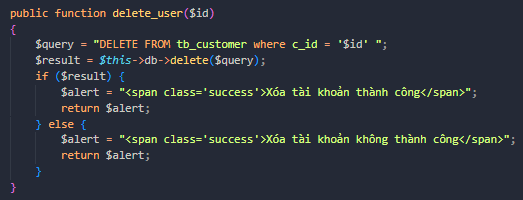 public function delete_user($id)
{
$query = "DELETE FROM tb_customer where c_id = '$id' ";
$result = $this->db->delete($query);
if ($result) {
$alert = "<span class='success'>Xóa tài khoản thành công</span>";
return $alert;
} else {
$alert = "<span class='success'>Xóa tài khoản không thành công</span>";
return $alert;
}
}